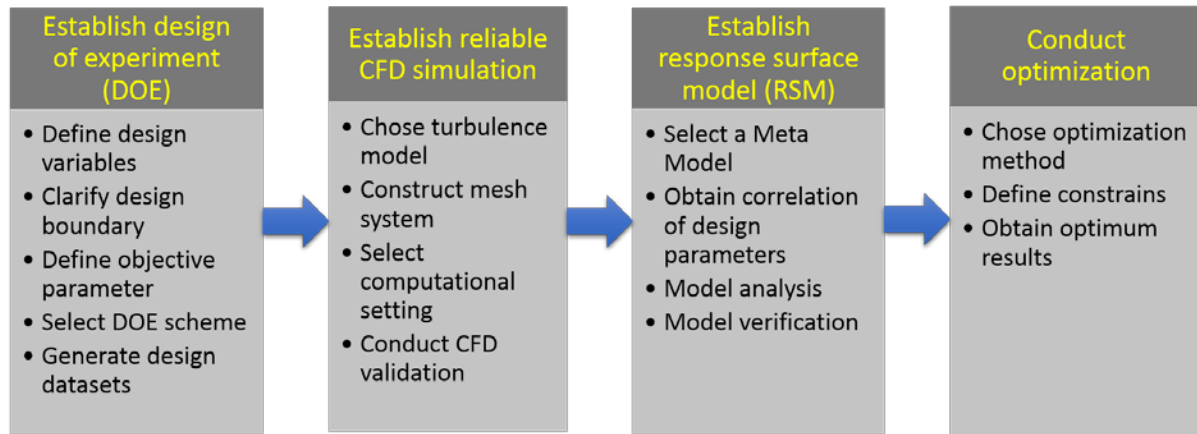 Establish design
of experiment
(DOE)
• Define design
variables
• Clarify design
boundary
• Define objective
parameter
• Select DOE scheme
• Generate design
datasets
Establish reliable
CFD simulation
• Chose turbulence
model
• Construct mesh
system
• Select
computational
setting
• Conduct CFD
validation
Establish
response surface
model (RSM)
• Select a Meta
Model
• Obtain correlation
of design
parameters
• Model analysis
• Model verification
Conduct
optimization
• Chose optimization
method
• Define constrains
• Obtain optimum
results